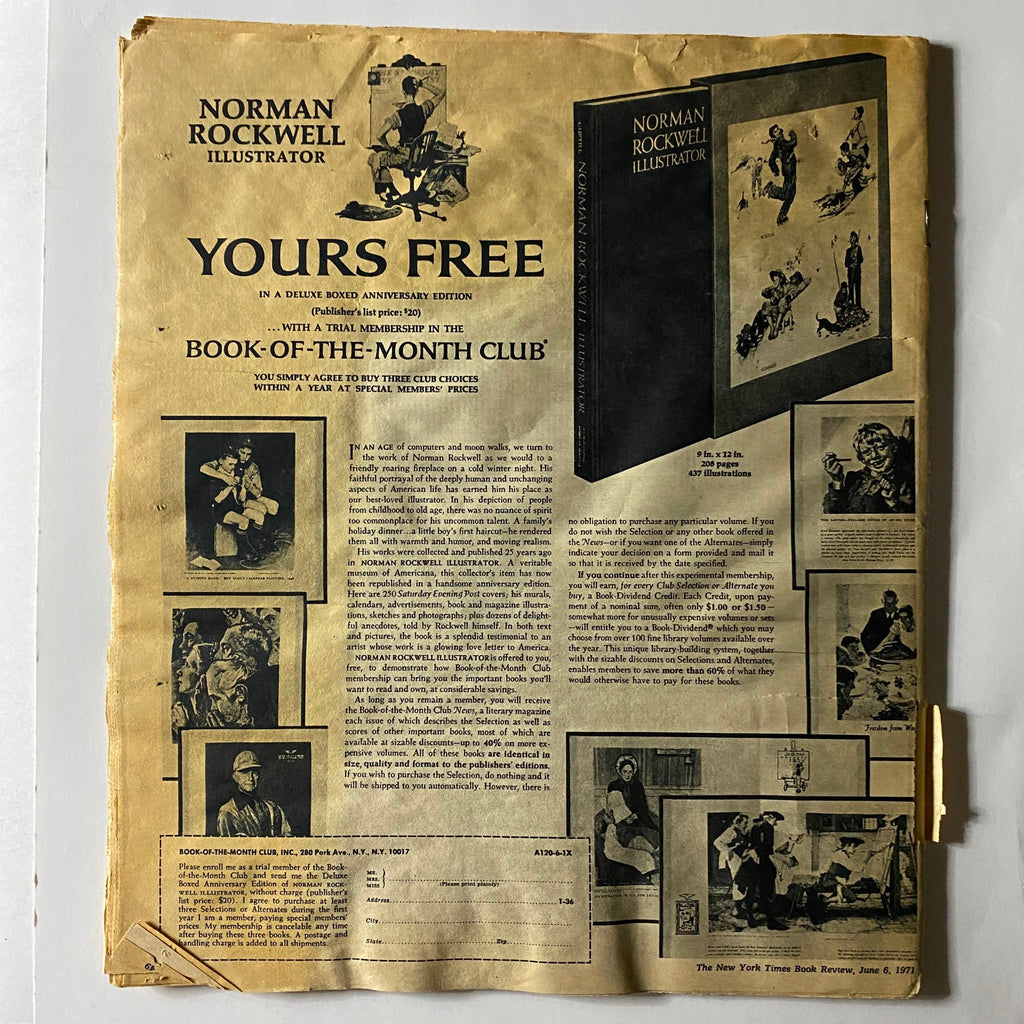 NORMAN
ROCKWELL
ILLUSTRATOR
YOURS FREE
IN A DELUXE BOXED ANNIVERSARY EDITION
(Publisher's list price: $20)
...WITH A TRIAL MEMBERSHIP IN THE
BOOK-OF-THE-MONTH CLUB®
YOU SIMPLY AGREE TO BUY THREE CLUB CHOICES
WITHIN A YEAR AT SPECIAL MEMBERS' PRICES
NORMAN
ROCKWELL
ILLUSTRATOR
NORMAN ROCKWELL ILLUSTRATOR
WINTER
SUMMER
9 in. x 12 in.
208 pages
437 illustrations
IN AN AGE of computers and moon walks, we turn to
the work of Norman Rockwell as we would to a
friendly roaring fireplace on a cold winter night. His
faithful portrayal of the deeply human and unchanging
aspects of American life has earned him his place as
our best-loved illustrator. In his depiction of people
from childhood to old age, there was no nuance of spirit
too commonplace for his uncommon talent. A family's
holiday dinner...a little boy's first haircut—he rendered
them all with warmth and humor, and moving realism.
His works were collected and published 25 years ago
in NORMAN ROCKWELL ILLUSTRATOR. A veritable
museum of Americana, this collector's item has now
been republished in a handsome anniversary edition.
Here are 250 Saturday Evening Post covers; his murals,
calendars, advertisements, book and magazine illustra-
tions, sketches and photographs; plus dozens of delight-
ful anecdotes, told by Rockwell himself. In both text
and pictures, the book is a splendid testimonial to an
artist whose work is a glowing love letter to America.
NORMAN ROCKWELL ILLUSTRATOR is offered to you,
free, to demonstrate how Book-of-the-Month Club
membership can bring you the important books you'll
want to read and own, at considerable savings.
As long as you remain a member, you will receive
the Book-of-the-Month Club News, a literary magazine
each issue of which describes the Selection as well as
scores of other important books, most of which are
available at sizable discounts—up to 40% on more ex-
pensive volumes. All of these books are identical in
size, quality and format to the publishers' editions.
If you wish to purchase the Selection, do nothing and it
will be shipped to you automatically. However, there is
no obligation to purchase any particular volume. If you
do not wish the Selection or any other book offered in
the News—or if you want one of the Alternates—simply
indicate your decision on a form provided and mail it
so that it is received by the date specified.
If you continue after this experimental membership,
you will earn, for every Club Selection or Alternate you
buy, a Book-Dividend Credit. Each Credit, upon pay-
ment of a nominal sum, often only $1.00 or $1.50—
somewhat more for unusually expensive volumes or sets
—will entitle you to a Book-Dividend® which you may
choose from over 100 fine library volumes available over
the year. This unique library-building system, together
with the sizable discounts on Selections and Alternates,
enables members to save more than 60% of what they
would otherwise have to pay for these books.
Freedom from Wa
BOOK-OF-THE-MONTH CLUB, INC., 280 Park Ave., N.Y., N.Y. 10017
A120-6-1X
Please enroll me as a trial member of the Book-
of-the-Month Club and send me the Deluxe
Boxed Anniversary Edition of NORMAN ROCK-
WELL ILLUSTRATOR, without charge (publisher's
list price: $20). I agree to purchase at least
three Selections or Alternates during the first
year I am a member, paying special members'
prices. My membership is cancelable any time
after buying these three books. A postage and
handling charge is added to all shipments.
MR.
MRS.
MISS
(Please print plainly)
Address 1-36
City
State Zip
The New York Times Book Review, June 6, 1971